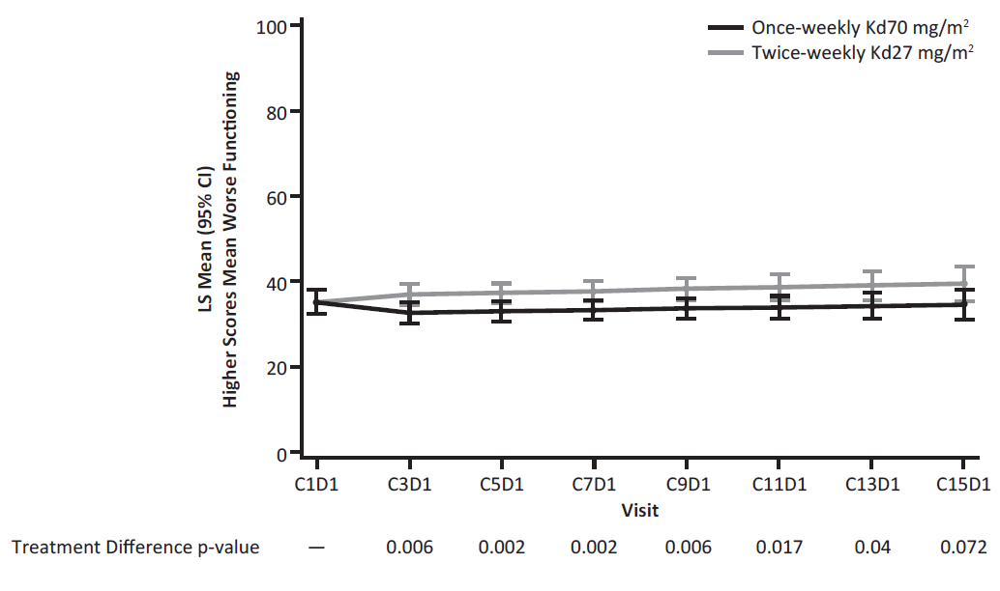 Once-weekly Kd70 mg/m²
Twice-weekly Kd27 mg/m²
LS Mean (95% CI)
Higher Scores Mean Worse Functioning
100
80
60
40
20
0
C1D1 C3D1 C5D1 C7D1 C9D1 C11D1 C13D1 C15D1
Visit
Treatment Difference p-value — 0.006 0.002 0.002 0.006 0.017 0.04 0.072